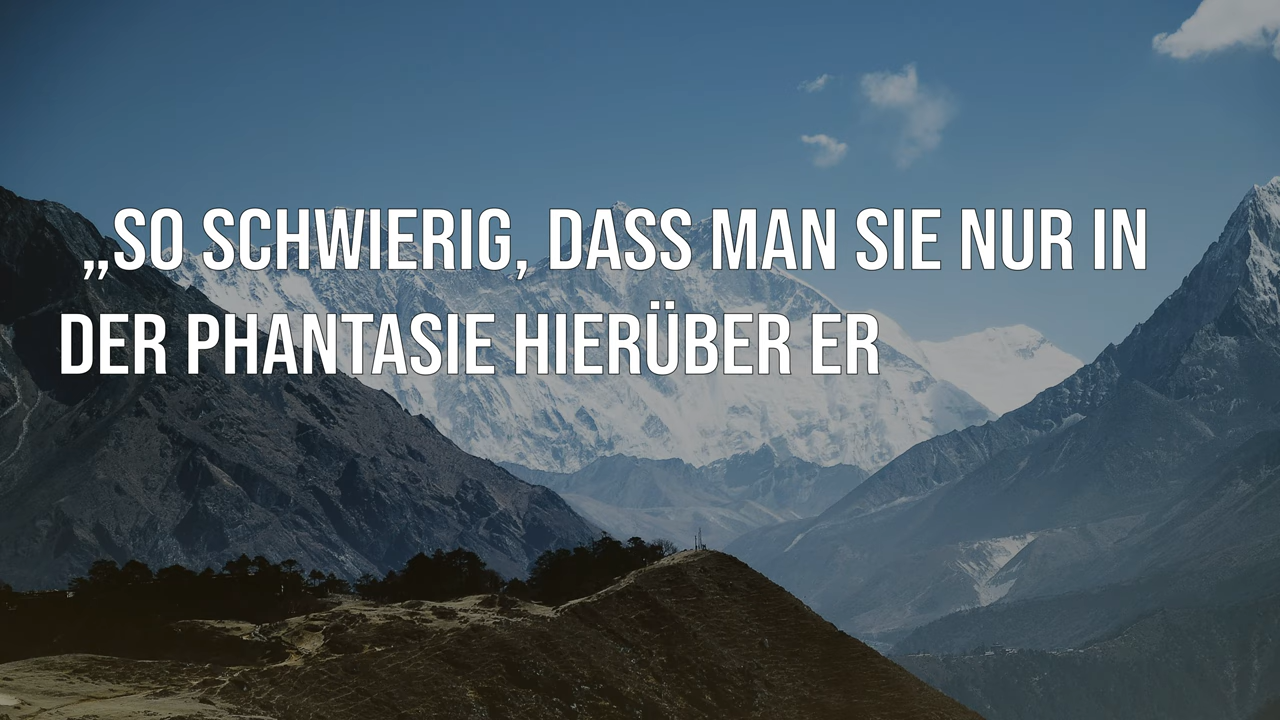 „SO SCHWIERIG, DASS MAN SIE NUR IN
DER PHANTASIE HIERÜBER ER